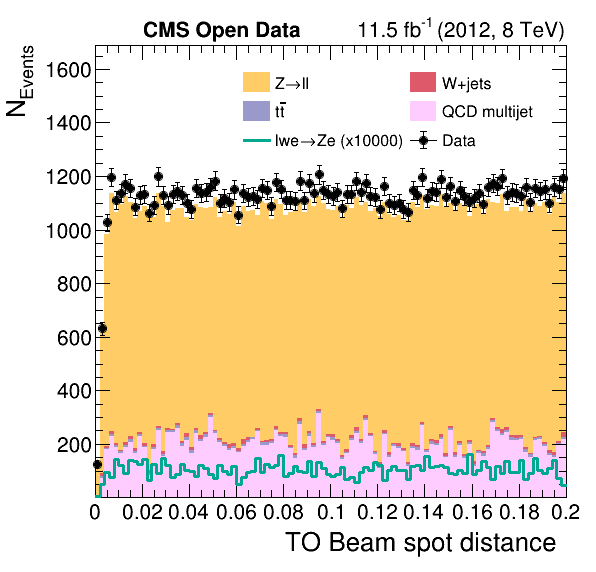 CMS Open Data
11.5 fb⁻¹ (2012, 8 TeV)
N_Events
Z→ll
W+jets
tt̄
QCD multijet
lwe→Ze (x10000)
Data
1600
1400
1200
1000
800
600
400
200
0 0.02 0.04 0.06 0.08 0.1 0.12 0.14 0.16 0.18 0.2
TO Beam spot distance